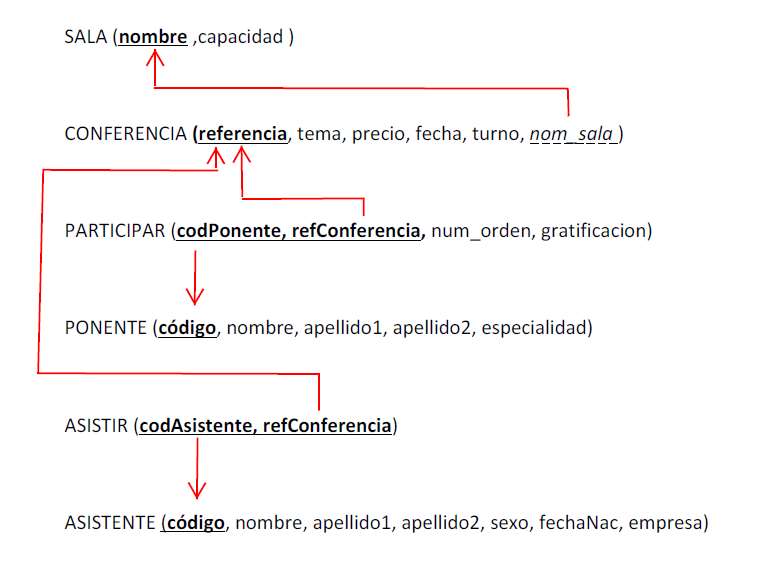 SALA (nombre ,capacidad )
CONFERENCIA (referencia, tema, precio, fecha, turno, nom_sala )
PARTICIPAR (codPonente, refConferencia, num_orden, gratificacion)
PONENTE (código, nombre, apellido1, apellido2, especialidad)
ASISTIR (codAsistente, refConferencia)
ASISTENTE (código, nombre, apellido1, apellido2, sexo, fechaNac, empresa)